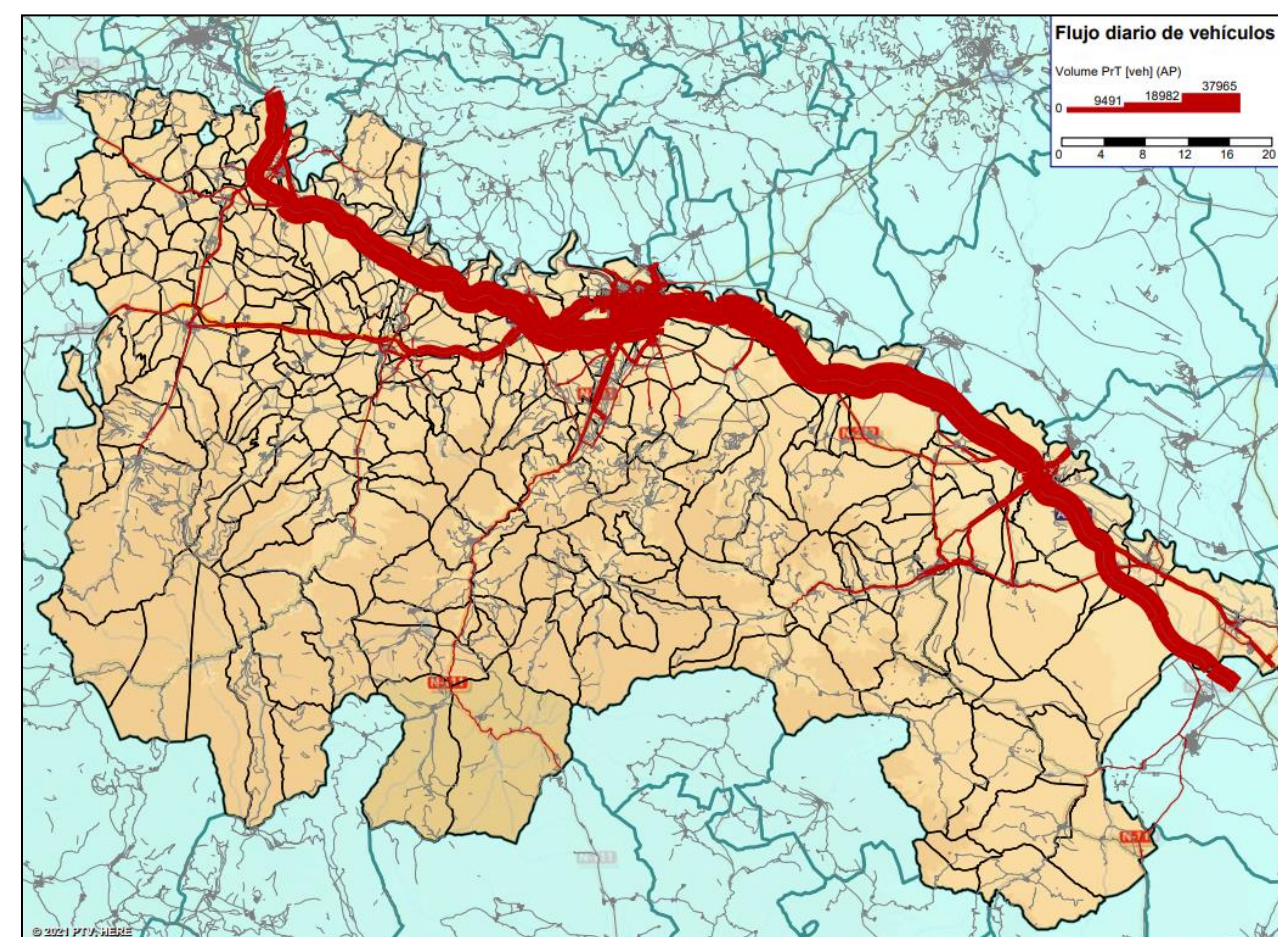 Flujo diario de vehículos
Volume PrT [veh] (AP)
0 9491 18982 37965
0 4 8 12 16 20
© 2021 PTV, HERE